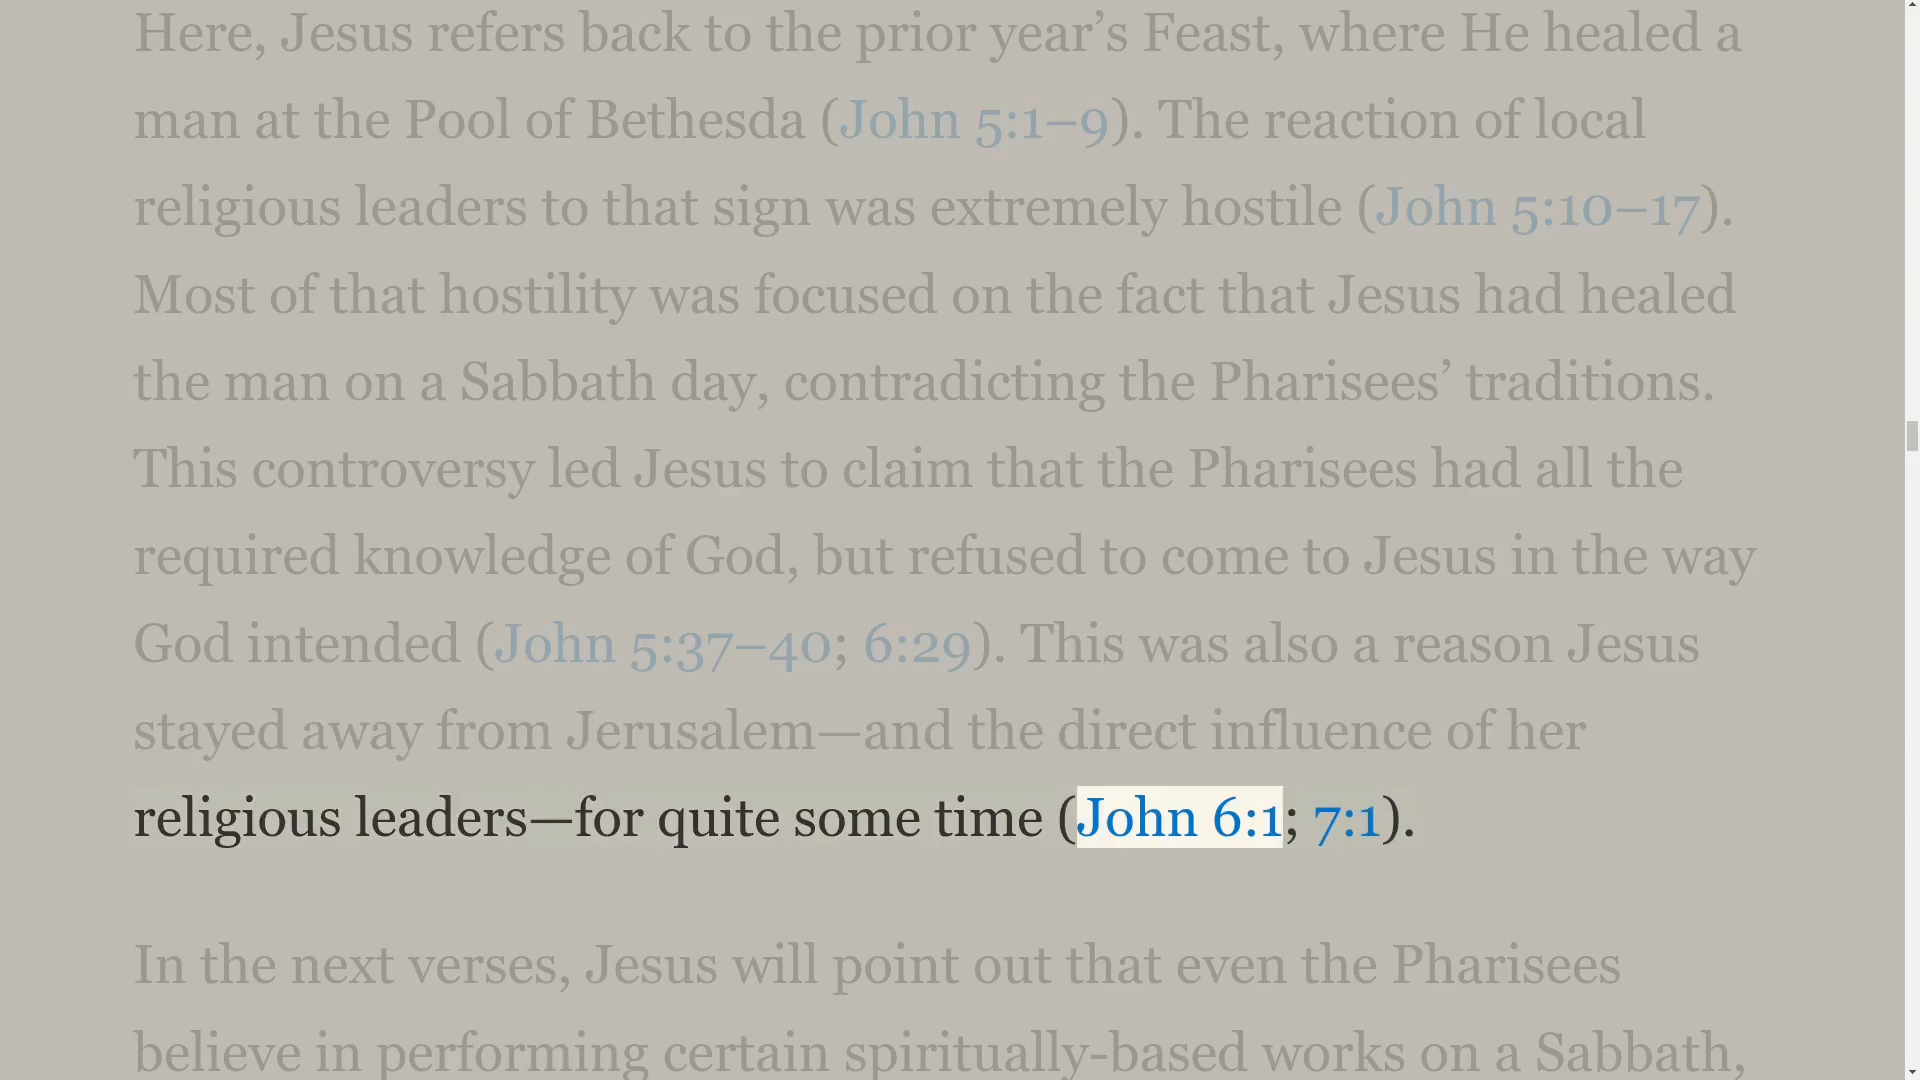 Here, Jesus refers back to the prior year’s Feast, where He healed a
man at the Pool of Bethesda (John 5:1–9). The reaction of local
religious leaders to that sign was extremely hostile (John 5:10–17).
Most of that hostility was focused on the fact that Jesus had healed
the man on a Sabbath day, contradicting the Pharisees’ traditions.
This controversy led Jesus to claim that the Pharisees had all the
required knowledge of God, but refused to come to Jesus in the way
God intended (John 5:37–40; 6:29). This was also a reason Jesus
stayed away from Jerusalem—and the direct influence of her
religious leaders—for quite some time (John 6:1; 7:1).
In the next verses, Jesus will point out that even the Pharisees
believe in performing certain spiritually-based works on a Sabbath,